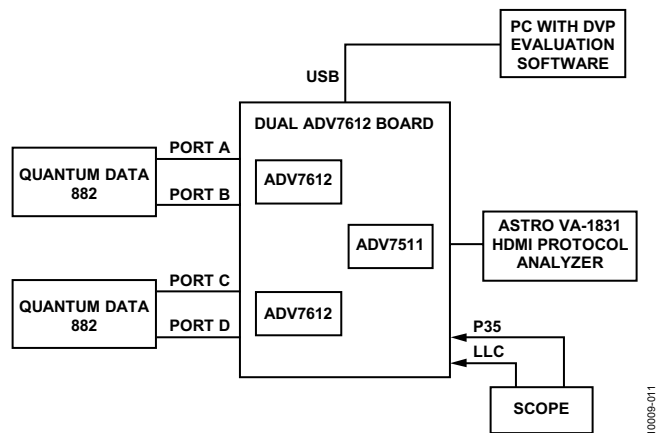 PC WITH DVP
EVALUATION
SOFTWARE
USB
DUAL ADV7612 BOARD
PORT A
QUANTUM DATA
882
PORT B
ADV7612
ADV7511
ASTRO VA-1831
HDMI PROTOCOL
ANALYZER
PORT C
QUANTUM DATA
882
PORT D
ADV7612
P35
LLC
SCOPE
10009-011